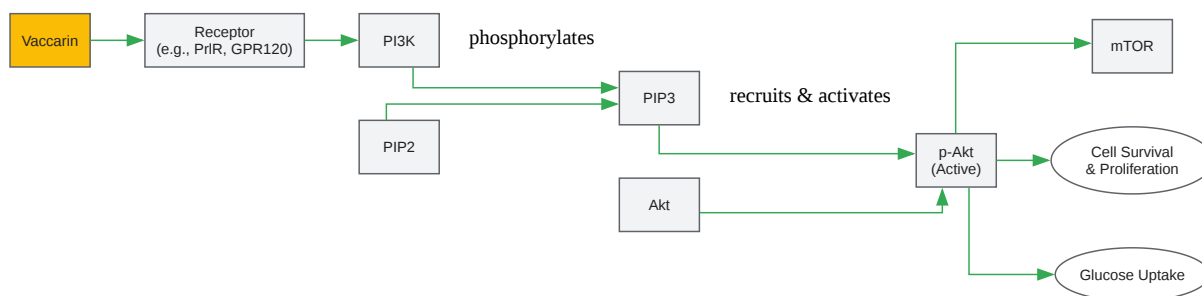 Vaccarin
Receptor
(e.g., PrlR, GPR120)
PI3K
phosphorylates
mTOR
PIP3
recruits & activates
PIP2
p-Akt
(Active)
Cell Survival
& Proliferation
Akt
Glucose Uptake